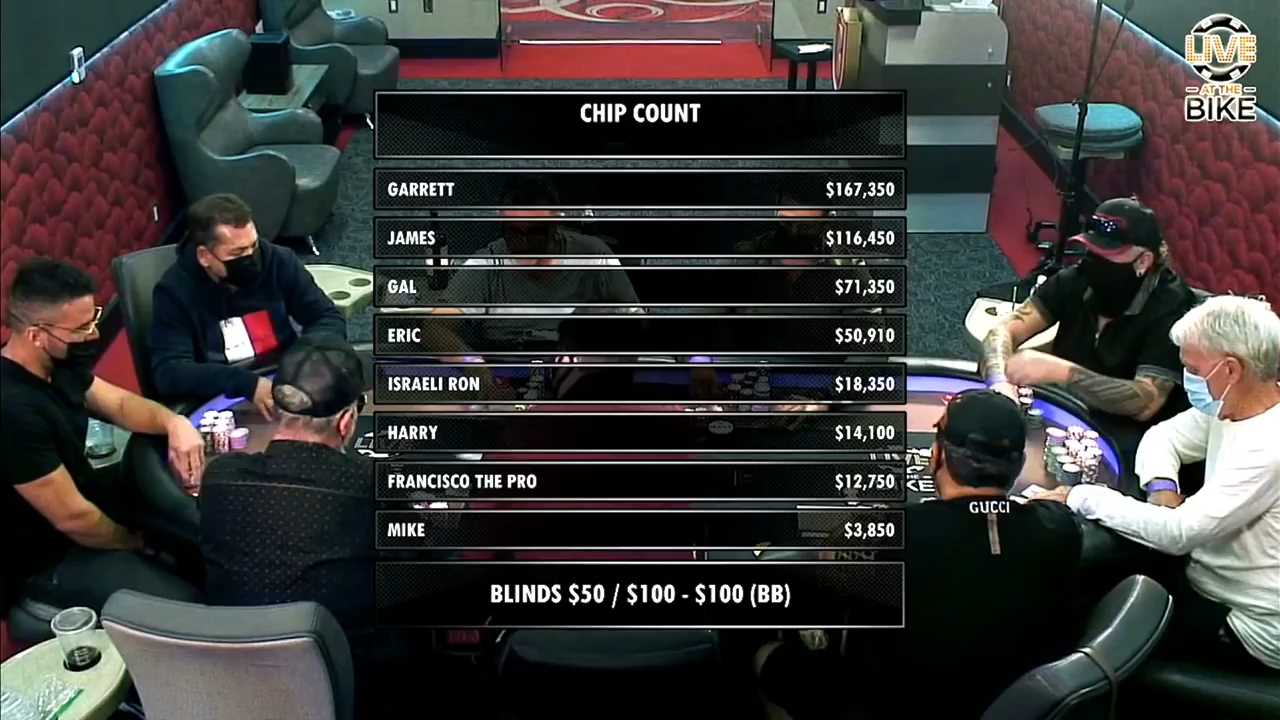 LIVE
AT THE
BIKE
CHIP COUNT
GARRETT $167,350
JAMES $116,450
GAL $71,350
ERIC $50,910
ISRAELI RON $18,350
HARRY $14,100
FRANCISCO THE PRO $12,750
MIKE $3,850
GUCCI
BLINDS $50 / $100 - $100 (BB)